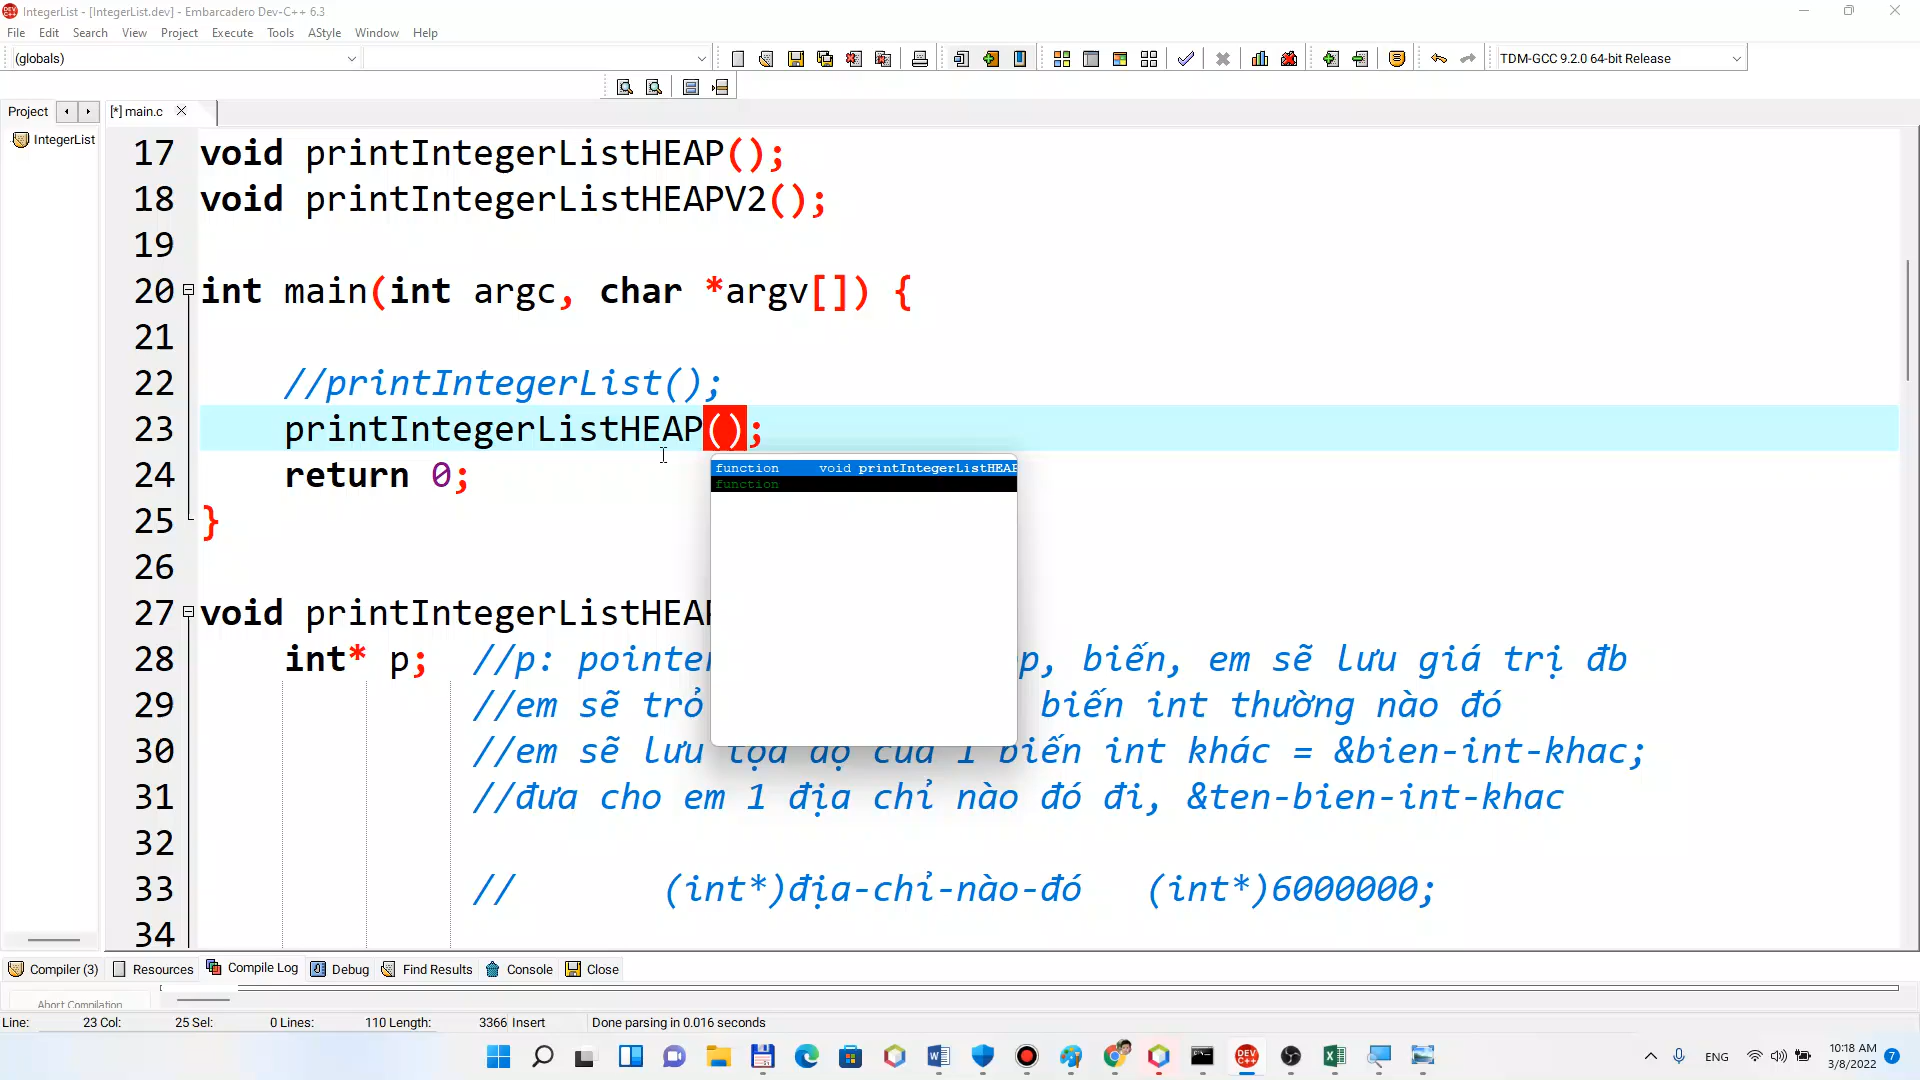 IntegerList - [IntegerList.dev] - Embarcadero Dev-C++ 6.3
File Edit Search View Project Execute Tools AStyle Window Help
(globals)
TDM-GCC 9.2.0 64-bit Release
Project
[*] main.c
IntegerList
17 void printIntegerListHEAP();
18 void printIntegerListHEAPV2();
19
20 int main(int argc, char *argv[]) {
21
22 //printIntegerList();
23 printIntegerListHEAP();
24 return 0;
function void printIntegerListHEAP
function
25 }
26
27 void printIntegerListHEAP
28 int* p; //p: pointer p, biến, em sẽ lưu giá trị đb
29 //em sẽ trỏ biến int thường nào đó
30 //em sẽ lưu tọa độ của 1 biến int khác = &bien-int-khac;
31 //đưa cho em 1 địa chỉ nào đó đi, &ten-bien-int-khac
32
33 // (int*)địa-chỉ-nào-đó (int*)6000000;
34
Compiler (3) Resources Compile Log Debug Find Results Console Close
Abort Compilation
Line: 23 Col: 25 Sel: 0 Lines: 110 Length: 3366 Insert Done parsing in 0.016 seconds
ENG
10:18 AM
3/8/2022
7